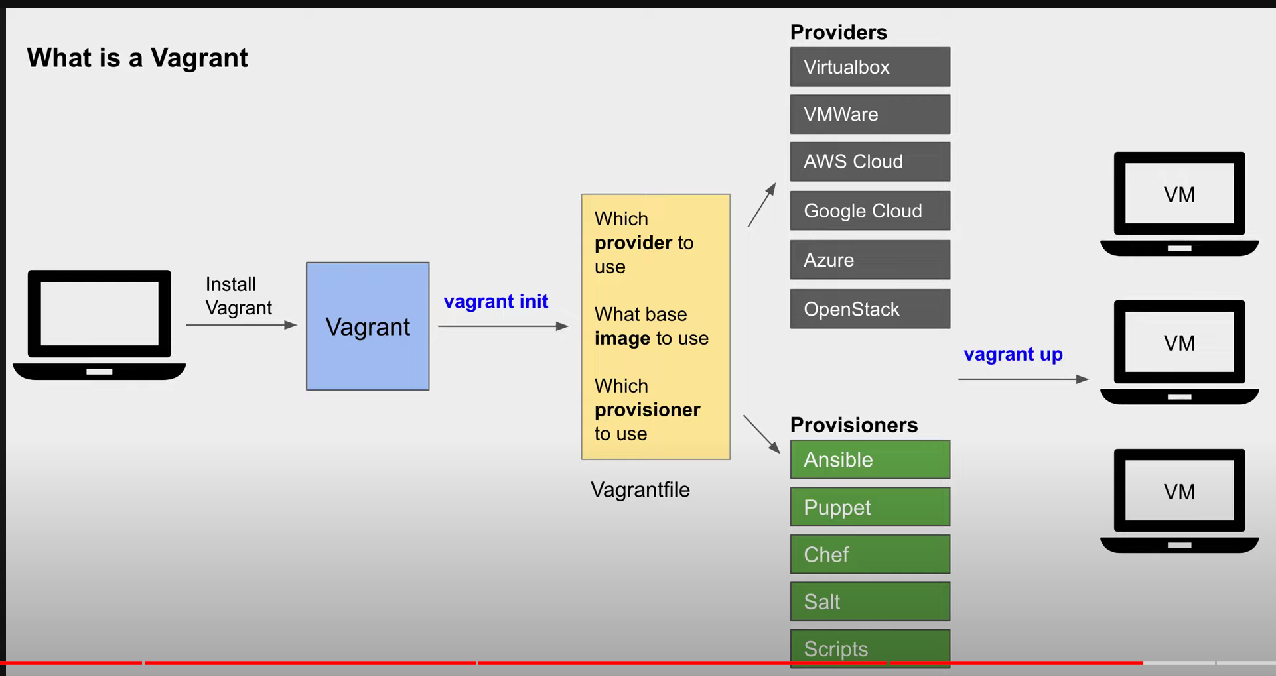 What is a Vagrant
Install
Vagrant
Vagrant
vagrant init
Which
provider to
use
What base
image to use
Which
provisioner
to use
Vagrantfile
Providers
Virtualbox
VMWare
AWS Cloud
Google Cloud
Azure
OpenStack
Provisioners
Ansible
Puppet
Chef
Salt
Scripts
vagrant up
VM
VM
VM